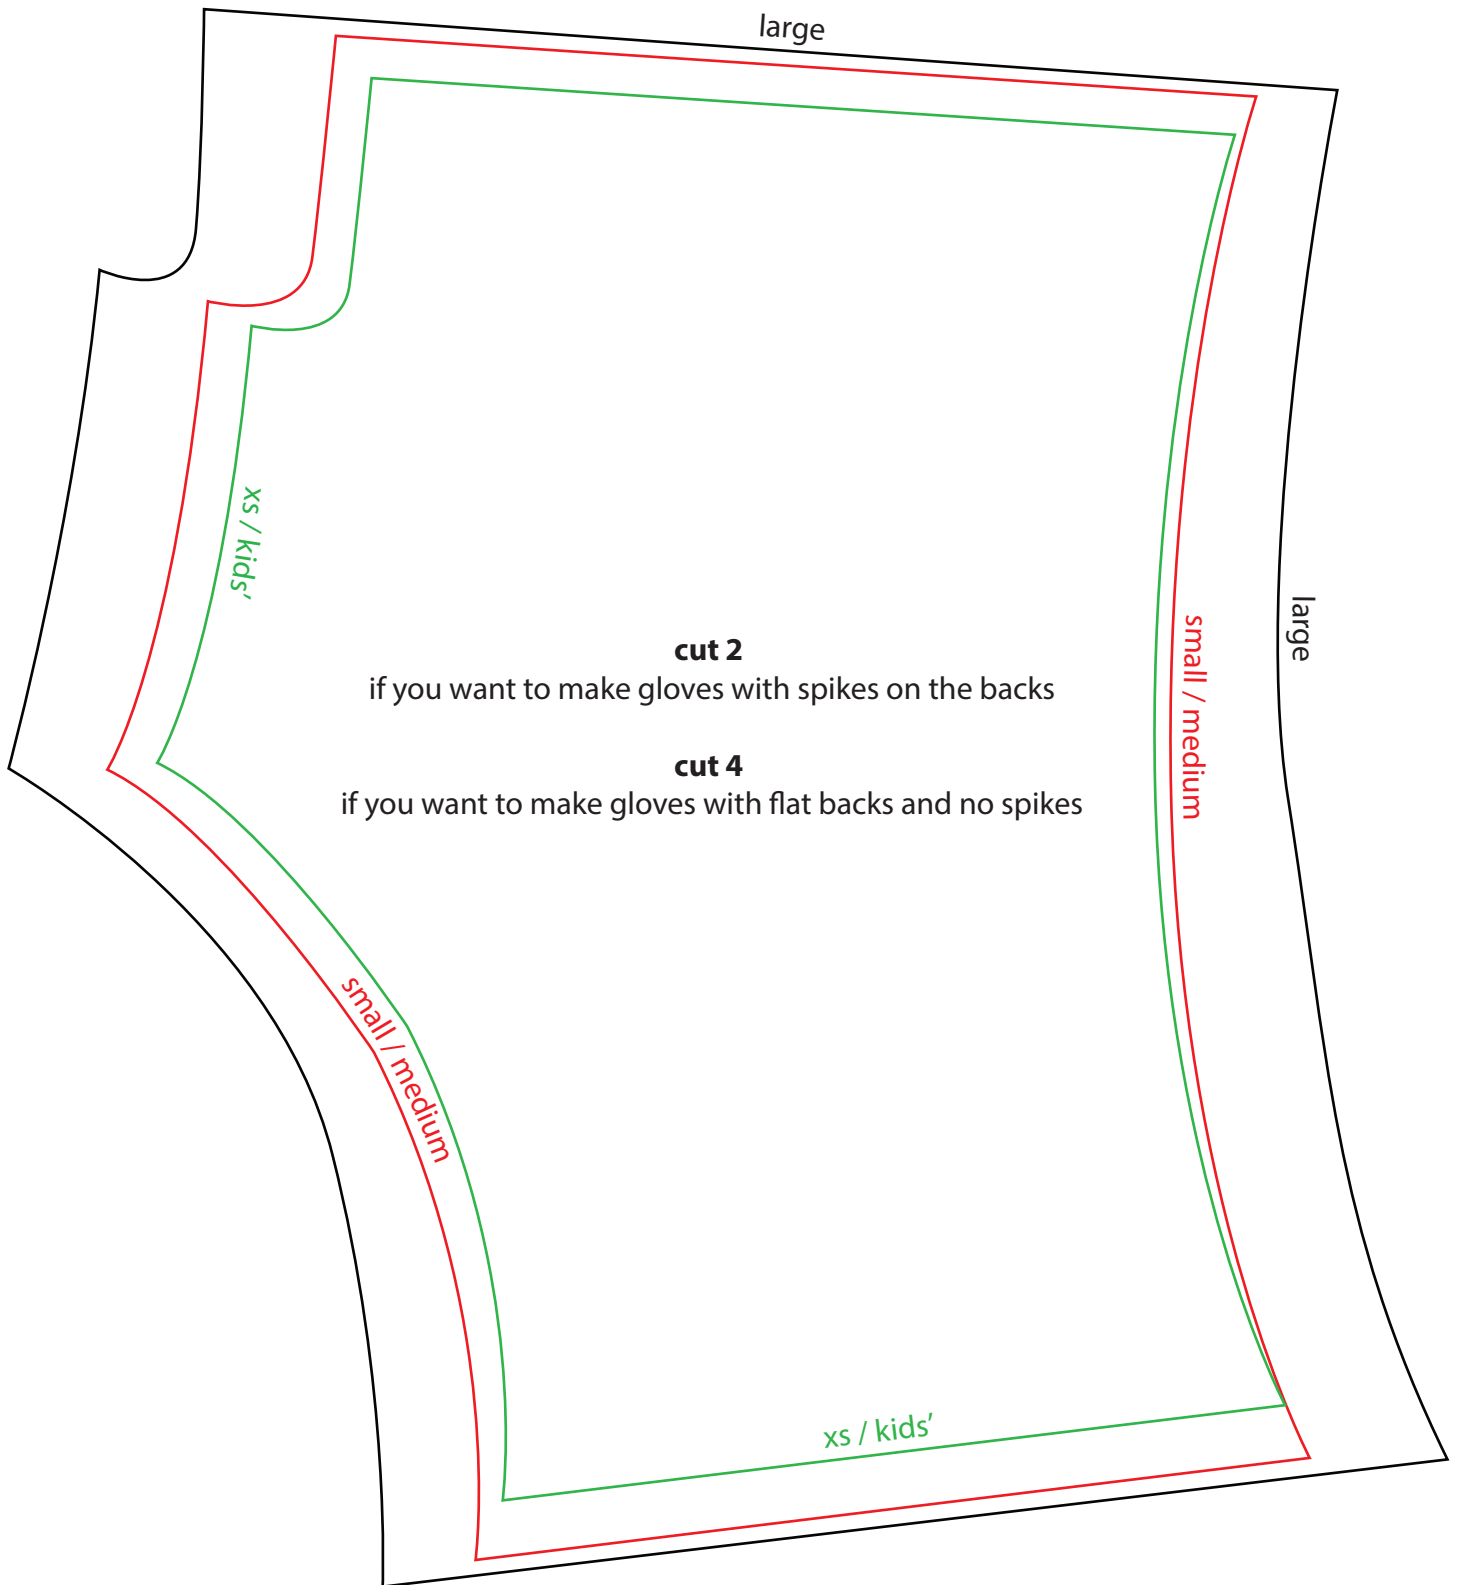 large
xs / kids’
cut 2
if you want to make gloves with spikes on the backs
cut 4
if you want to make gloves with flat backs and no spikes
small / medium
large
small / medium
xs / kids’